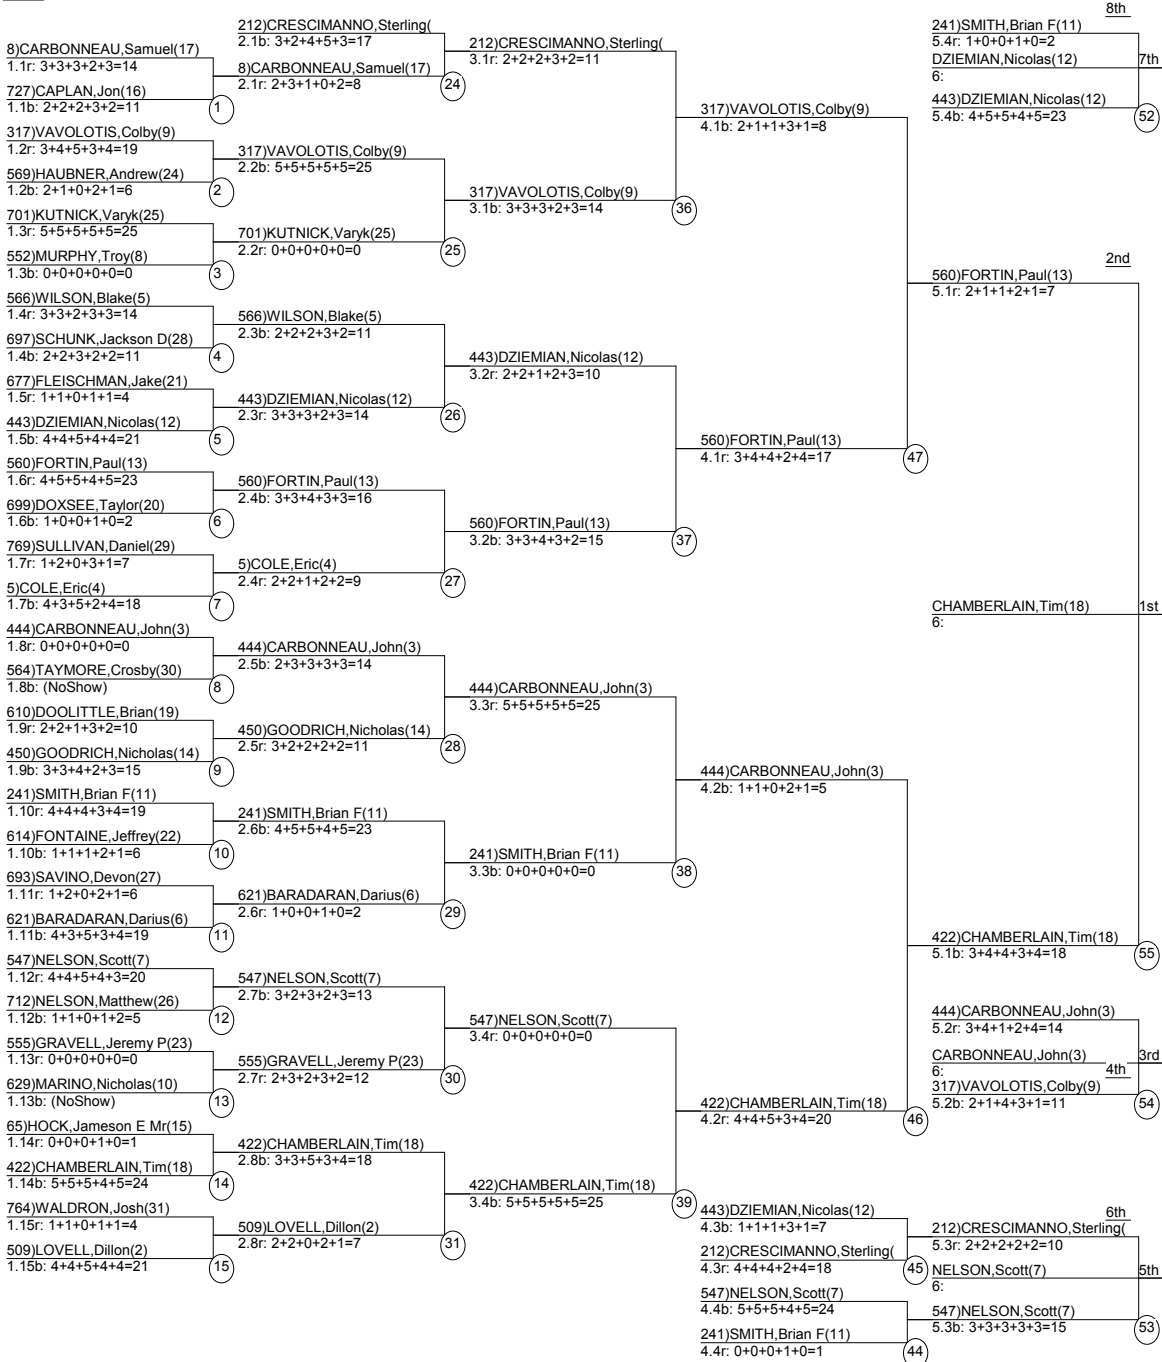 8)CARBONNEAU,Samuel(17)
1.1r: 3+3+3+2+3=14
727)CAPLAN,Jon(16)
1.1b: 2+2+2+3+2=11
1
317)VAVOLOTIS,Colby(9)
1.2r: 3+4+5+3+4=19
569)HAUBNER,Andrew(24)
1.2b: 2+1+0+2+1=6
2
701)KUTNICK,Varyk(25)
1.3r: 5+5+5+5+5=25
552)MURPHY,Troy(8)
1.3b: 0+0+0+0+0=0
3
566)WILSON,Blake(5)
1.4r: 3+3+2+3+3=14
697)SCHUNK,Jackson D(28)
1.4b: 2+2+3+2+2=11
4
677)FLEISCHMAN,Jake(21)
1.5r: 1+1+0+1+1=4
443)DZIEMIAN,Nicolas(12)
1.5b: 4+4+5+4+4=21
5
560)FORTIN,Paul(13)
1.6r: 4+5+5+4+5=23
699)DOXSEE,Taylor(20)
1.6b: 1+0+0+1+0=2
6
769)SULLIVAN,Daniel(29)
1.7r: 1+2+0+3+1=7
5)COLE,Eric(4)
1.7b: 4+3+5+2+4=18
7
444)CARBONNEAU,John(3)
1.8r: 0+0+0+0+0=0
564)TAYMORE,Crosby(30)
1.8b: (NoShow)
8
610)DOOLITTLE,Brian(19)
1.9r: 2+2+1+3+2=10
450)GOODRICH,Nicholas(14)
1.9b: 3+3+4+2+3=15
9
241)SMITH,Brian F(11)
1.10r: 4+4+4+3+4=19
614)FONTAINE,Jeffrey(22)
1.10b: 1+1+1+2+1=6
10
693)SAVINO,Devon(27)
1.11r: 1+2+0+2+1=6
621)BARADARAN,Darius(6)
1.11b: 4+3+5+3+4=19
11
547)NELSON,Scott(7)
1.12r: 4+4+5+4+3=20
712)NELSON,Matthew(26)
1.12b: 1+1+0+1+2=5
12
555)GRAVELL,Jeremy P(23)
1.13r: 0+0+0+0+0=0
629)MARINO,Nicholas(10)
1.13b: (NoShow)
13
65)HOCK,Jameson E Mr(15)
1.14r: 0+0+0+1+0=1
422)CHAMBERLAIN,Tim(18)
1.14b: 5+5+5+4+5=24
14
764)WALDRON,Josh(31)
1.15r: 1+1+0+1+1=4
509)LOVELL,Dillon(2)
1.15b: 4+4+5+4+4=21
15
212)CRESCIMANNO,Sterling(
2.1b: 3+2+4+5+3=17
8)CARBONNEAU,Samuel(17)
2.1r: 2+3+1+0+2=8
24
317)VAVOLOTIS,Colby(9)
2.2b: 5+5+5+5+5=25
701)KUTNICK,Varyk(25)
2.2r: 0+0+0+0+0=0
25
566)WILSON,Blake(5)
2.3b: 2+2+2+3+2=11
443)DZIEMIAN,Nicolas(12)
2.3r: 3+3+3+2+3=14
26
560)FORTIN,Paul(13)
2.4b: 3+3+4+3+3=16
5)COLE,Eric(4)
2.4r: 2+2+1+2+2=9
27
444)CARBONNEAU,John(3)
2.5b: 2+3+3+3+3=14
450)GOODRICH,Nicholas(14)
2.5r: 3+2+2+2+2=11
28
241)SMITH,Brian F(11)
2.6b: 4+5+5+4+5=23
621)BARADARAN,Darius(6)
2.6r: 1+0+0+1+0=2
29
547)NELSON,Scott(7)
2.7b: 3+2+3+2+3=13
555)GRAVELL,Jeremy P(23)
2.7r: 2+3+2+3+2=12
30
422)CHAMBERLAIN,Tim(18)
2.8b: 3+3+5+3+4=18
509)LOVELL,Dillon(2)
2.8r: 2+2+0+2+1=7
31
212)CRESCIMANNO,Sterling(
3.1r: 2+2+2+3+2=11
317)VAVOLOTIS,Colby(9)
3.1b: 3+3+3+2+3=14
36
443)DZIEMIAN,Nicolas(12)
3.2r: 2+2+1+2+3=10
560)FORTIN,Paul(13)
3.2b: 3+3+4+3+2=15
37
444)CARBONNEAU,John(3)
3.3r: 5+5+5+5+5=25
241)SMITH,Brian F(11)
3.3b: 0+0+0+0+0=0
38
547)NELSON,Scott(7)
3.4r: 0+0+0+0+0=0
422)CHAMBERLAIN,Tim(18)
3.4b: 5+5+5+5+5=25
39
317)VAVOLOTIS,Colby(9)
4.1b: 2+1+1+3+1=8
560)FORTIN,Paul(13)
4.1r: 3+4+4+2+4=17
47
444)CARBONNEAU,John(3)
4.2b: 1+1+0+2+1=5
422)CHAMBERLAIN,Tim(18)
4.2r: 4+4+5+3+4=20
46
443)DZIEMIAN,Nicolas(12)
4.3b: 1+1+1+3+1=7
212)CRESCIMANNO,Sterling(
4.3r: 4+4+4+2+4=18
45
547)NELSON,Scott(7)
4.4b: 5+5+5+4+5=24
241)SMITH,Brian F(11)
4.4r: 0+0+0+1+0=1
44
8th
241)SMITH,Brian F(11)
5.4r: 1+0+0+1+0=2
DZIEMIAN,Nicolas(12)
7th
6:
443)DZIEMIAN,Nicolas(12)
5.4b: 4+5+5+4+5=23
52
2nd
560)FORTIN,Paul(13)
5.1r: 2+1+1+2+1=7
CHAMBERLAIN,Tim(18)
1st
6:
422)CHAMBERLAIN,Tim(18)
5.1b: 3+4+4+3+4=18
55
444)CARBONNEAU,John(3)
5.2r: 3+4+1+2+4=14
CARBONNEAU,John(3)
3rd
6:
4th
317)VAVOLOTIS,Colby(9)
5.2b: 2+1+4+3+1=11
54
6th
212)CRESCIMANNO,Sterling(
5.3r: 2+2+2+2+2=10
NELSON,Scott(7)
5th
6:
547)NELSON,Scott(7)
5.3b: 3+3+3+3+3=15
53